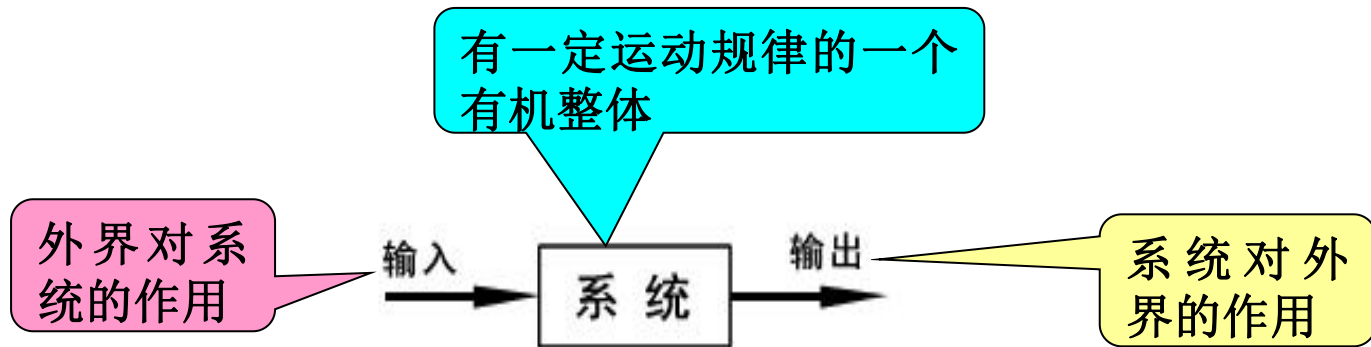 有一定运动规律的一个
有机整体
外界对系
统的作用
输入
系统
输出
系统对外
界的作用